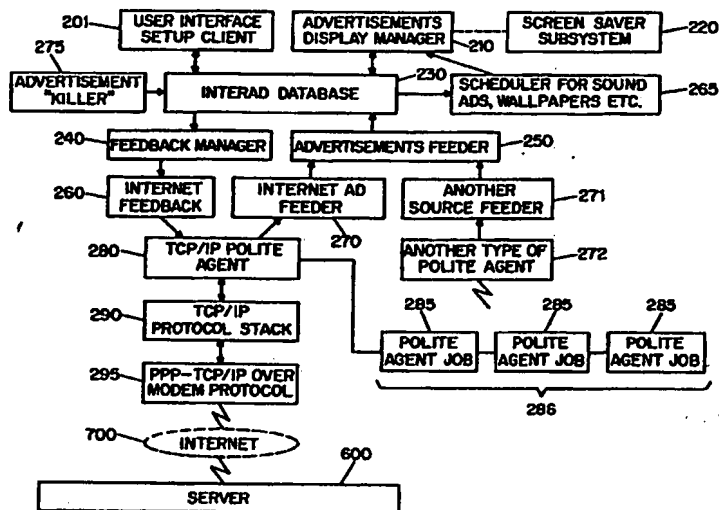 201
USER INTERFACE
SETUP CLIENT
ADVERTISEMENTS
DISPLAY MANAGER
210
SCREEN SAVER
SUBSYSTEM
220
275
ADVERTISEMENT
"KILLER"
230
INTERAD DATABASE
SCHEDULER FOR SOUND
ADS, WALLPAPERS ETC.
265
240
FEEDBACK MANAGER
ADVERTISEMENTS FEEDER
250
260
INTERNET
FEEDBACK
INTERNET AD
FEEDER
270
ANOTHER
SOURCE FEEDER
271
280
TCP/IP POLITE
AGENT
ANOTHER TYPE OF
POLITE AGENT
272
290
TCP/IP
PROTOCOL STACK
285
285
285
POLITE
AGENT JOB
POLITE
AGENT JOB
POLITE
AGENT JOB
286
295
PPP-TCP/IP OVER
MODEM PROTOCOL
700
INTERNET
600
SERVER